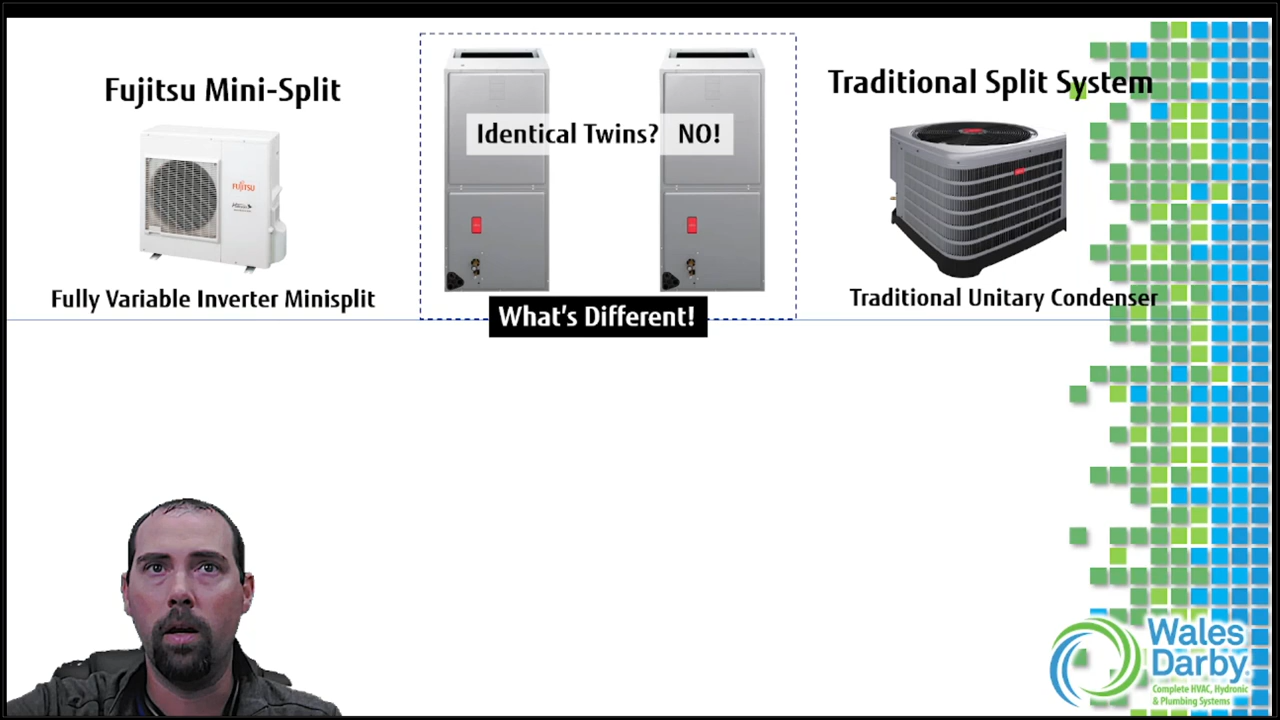 Fujitsu Mini-Split
Identical Twins? NO!
Traditional Split System
FUJITSU
Fully Variable Inverter Minisplit
What's Different!
Traditional Unitary Condenser
Wales
Darby
Complete HVAC, Hydronic
& Plumbing Systems